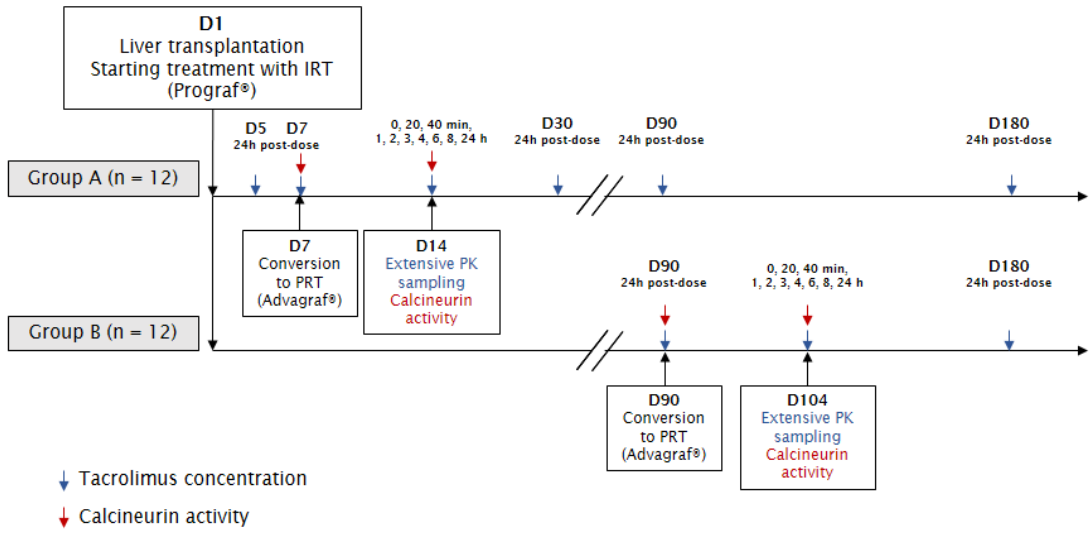 D1
Liver transplantation
Starting treatment with IRT
(Prograf®)
D5
D7
24h post-dose
0, 20, 40 min,
1, 2, 3, 4, 6, 8, 24 h
D30
24h post-dose
D90
24h post-dose
D180
24h post-dose
Group A (n = 12)
D7
Conversion
to PRT
(Advagraf®)
D14
Extensive PK
sampling
Calcineurin
activity
D90
24h post-dose
0, 20, 40 min,
1, 2, 3, 4, 6, 8, 24 h
D180
24h post-dose
Group B (n = 12)
D90
Conversion
to PRT
(Advagraf®)
D104
Extensive PK
sampling
Calcineurin
activity
Tacrolimus concentration
Calcineurin activity